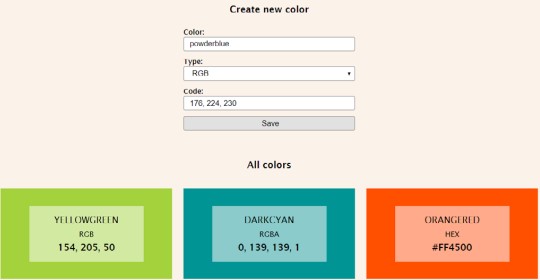 Create new color
Color:
powderblue
Type:
RGB
Code:
176, 224, 230
Save
All colors
YELLOWGREEN
RGB
154, 205, 50
DARKCYAN
RGBA
0, 139, 139, 1
ORANGERED
HEX
#FF4500